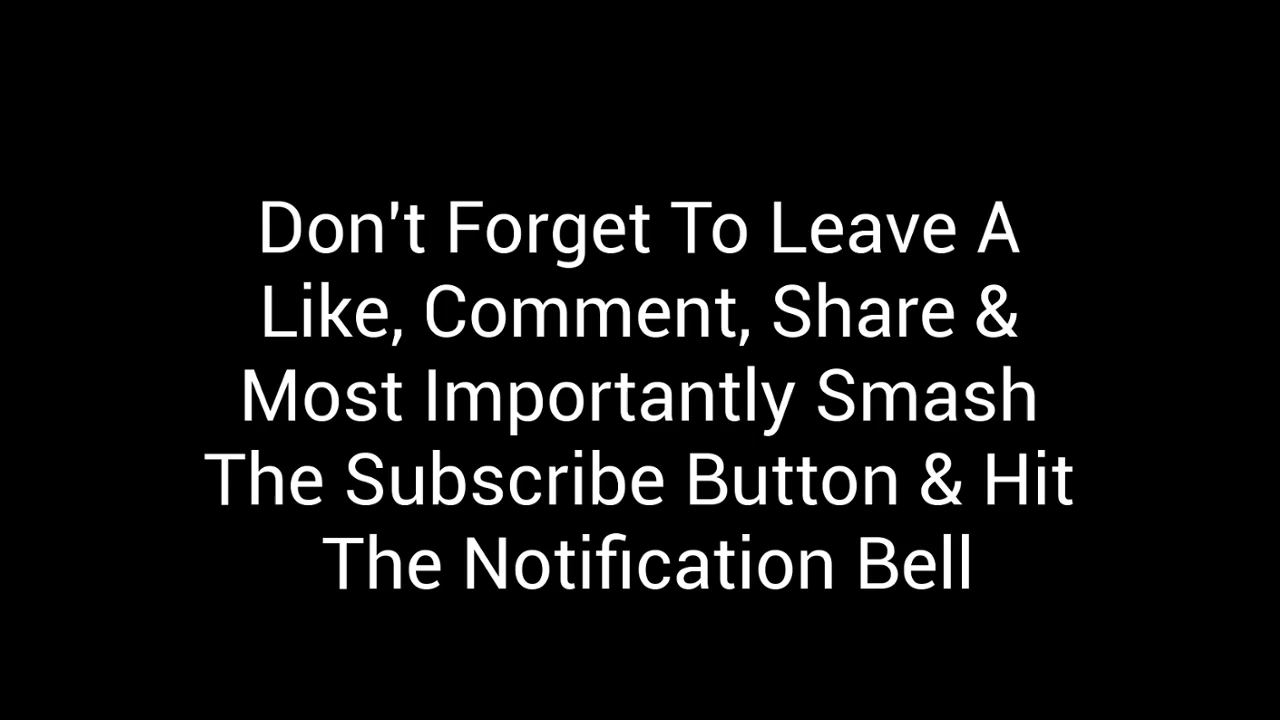 Don't Forget To Leave A
Like, Comment, Share &
Most Importantly Smash
The Subscribe Button & Hit
The Notification Bell